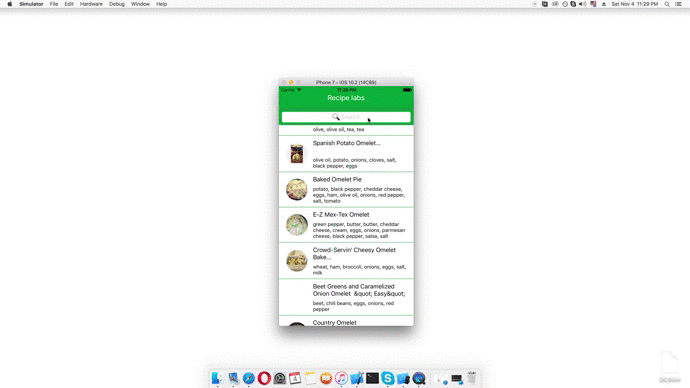 Simulator File Edit Hardware Debug Window Help
Sat Nov 4 11:29 PM
iPhone 7 – iOS 10.2 (14C89)
Carrier 11:29 PM
Recipe labs
Search
olive, olive oil, tea, tea
Spanish Potato Omelet...
olive oil, potato, onions, cloves, salt,
black pepper, eggs
Baked Omelet Pie
potato, black pepper, cheddar cheese,
eggs, ham, olive oil, onions, red pepper,
salt, tomato
E-Z Mex-Tex Omelet
green pepper, butter, butter, cheddar
cheese, cream, eggs, onions, parmesan
cheese, black pepper, salsa, salt
Crowd-Servin' Cheesy Omelet
Bake...
wheat, ham, broccoli, onions, eggs, salt,
milk
Beet Greens and Caramelized
Onion Omelet &quot; Easy&quot;
beet, chili beans, eggs, onions, red
pepper
Country Omelet